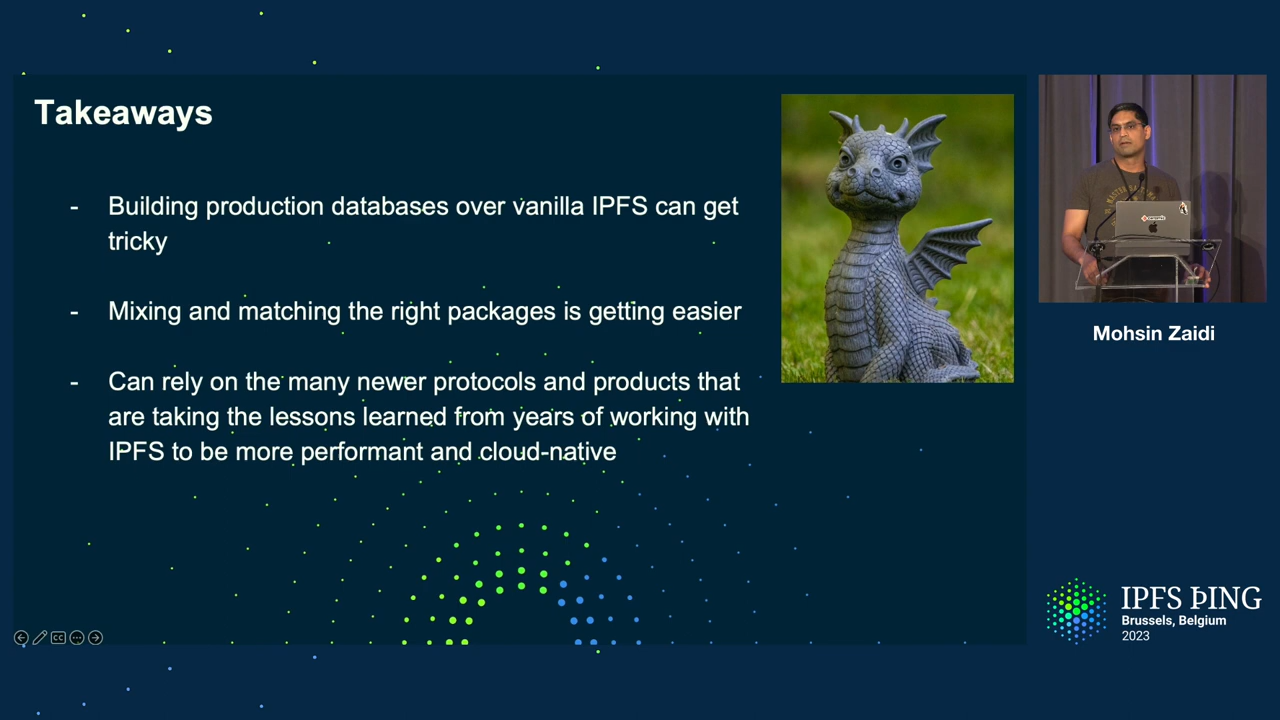 Takeaways
- Building production databases over vanilla IPFS can get
tricky
- Mixing and matching the right packages is getting easier
- Can rely on the many newer protocols and products that
are taking the lessons learned from years of working with
IPFS to be more performant and cloud-native
ceramic
Mohsin Zaidi
IPFS ÞING
Brussels, Belgium
2023
CC